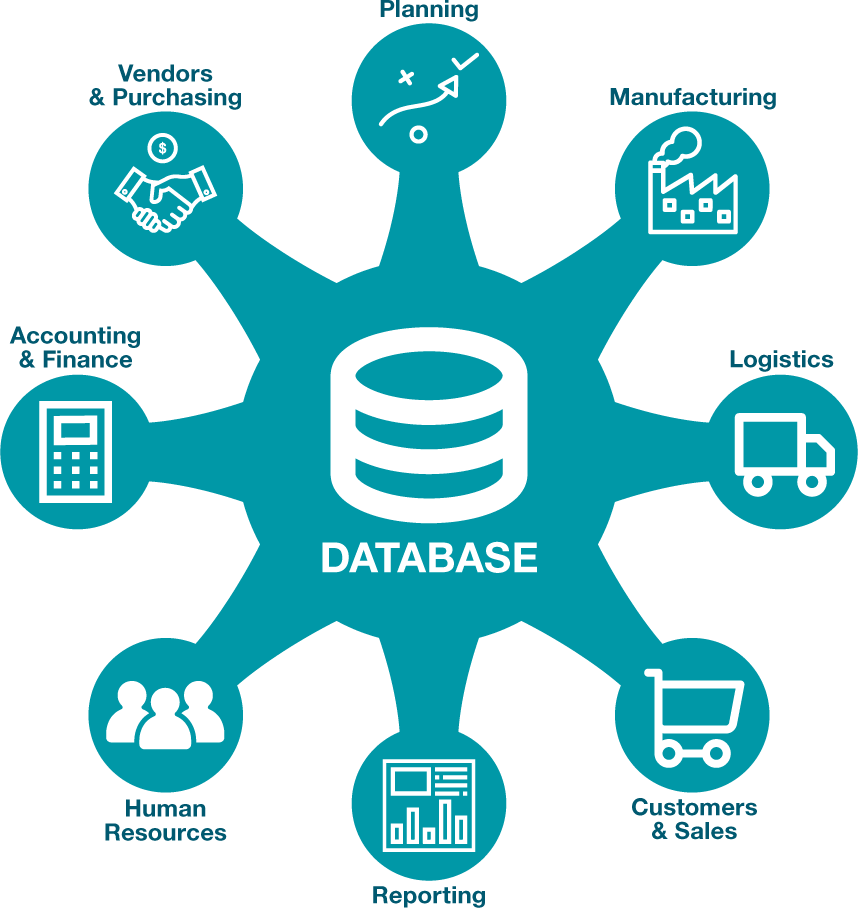 Planning
Vendors
& Purchasing
Manufacturing
$
Accounting
& Finance
Logistics
DATABASE
Human
Resources
Customers
& Sales
Reporting